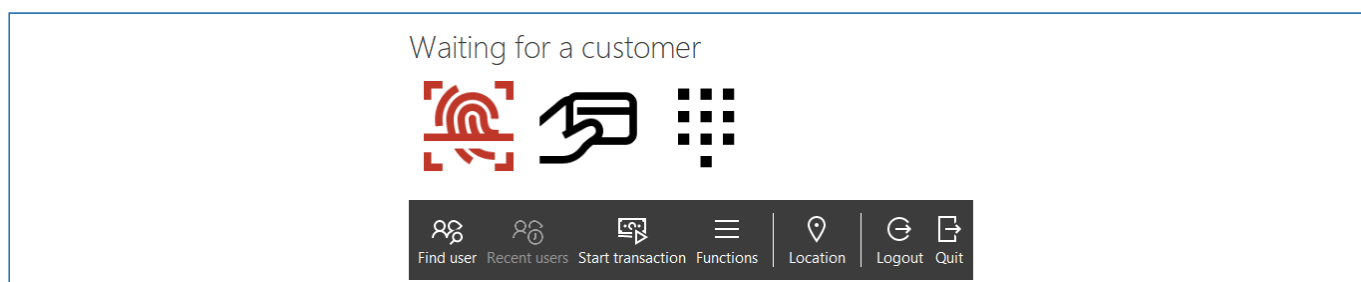 Waiting for a customer
Find user Recent users Start transaction Functions Location Logout Quit